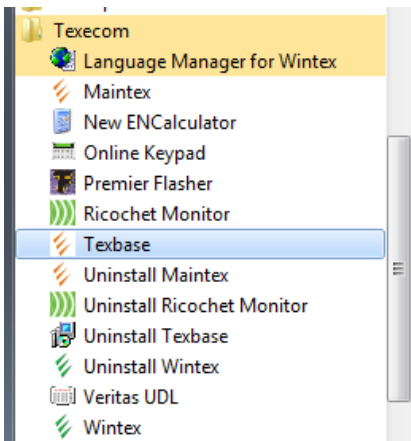 Texecom
Language Manager for Wintex
Maintex
New ENCalculator
Online Keypad
Premier Flasher
Ricochet Monitor
Texbase
Uninstall Maintex
Uninstall Ricochet Monitor
Uninstall Texbase
Uninstall Wintex
Veritas UDL
Wintex